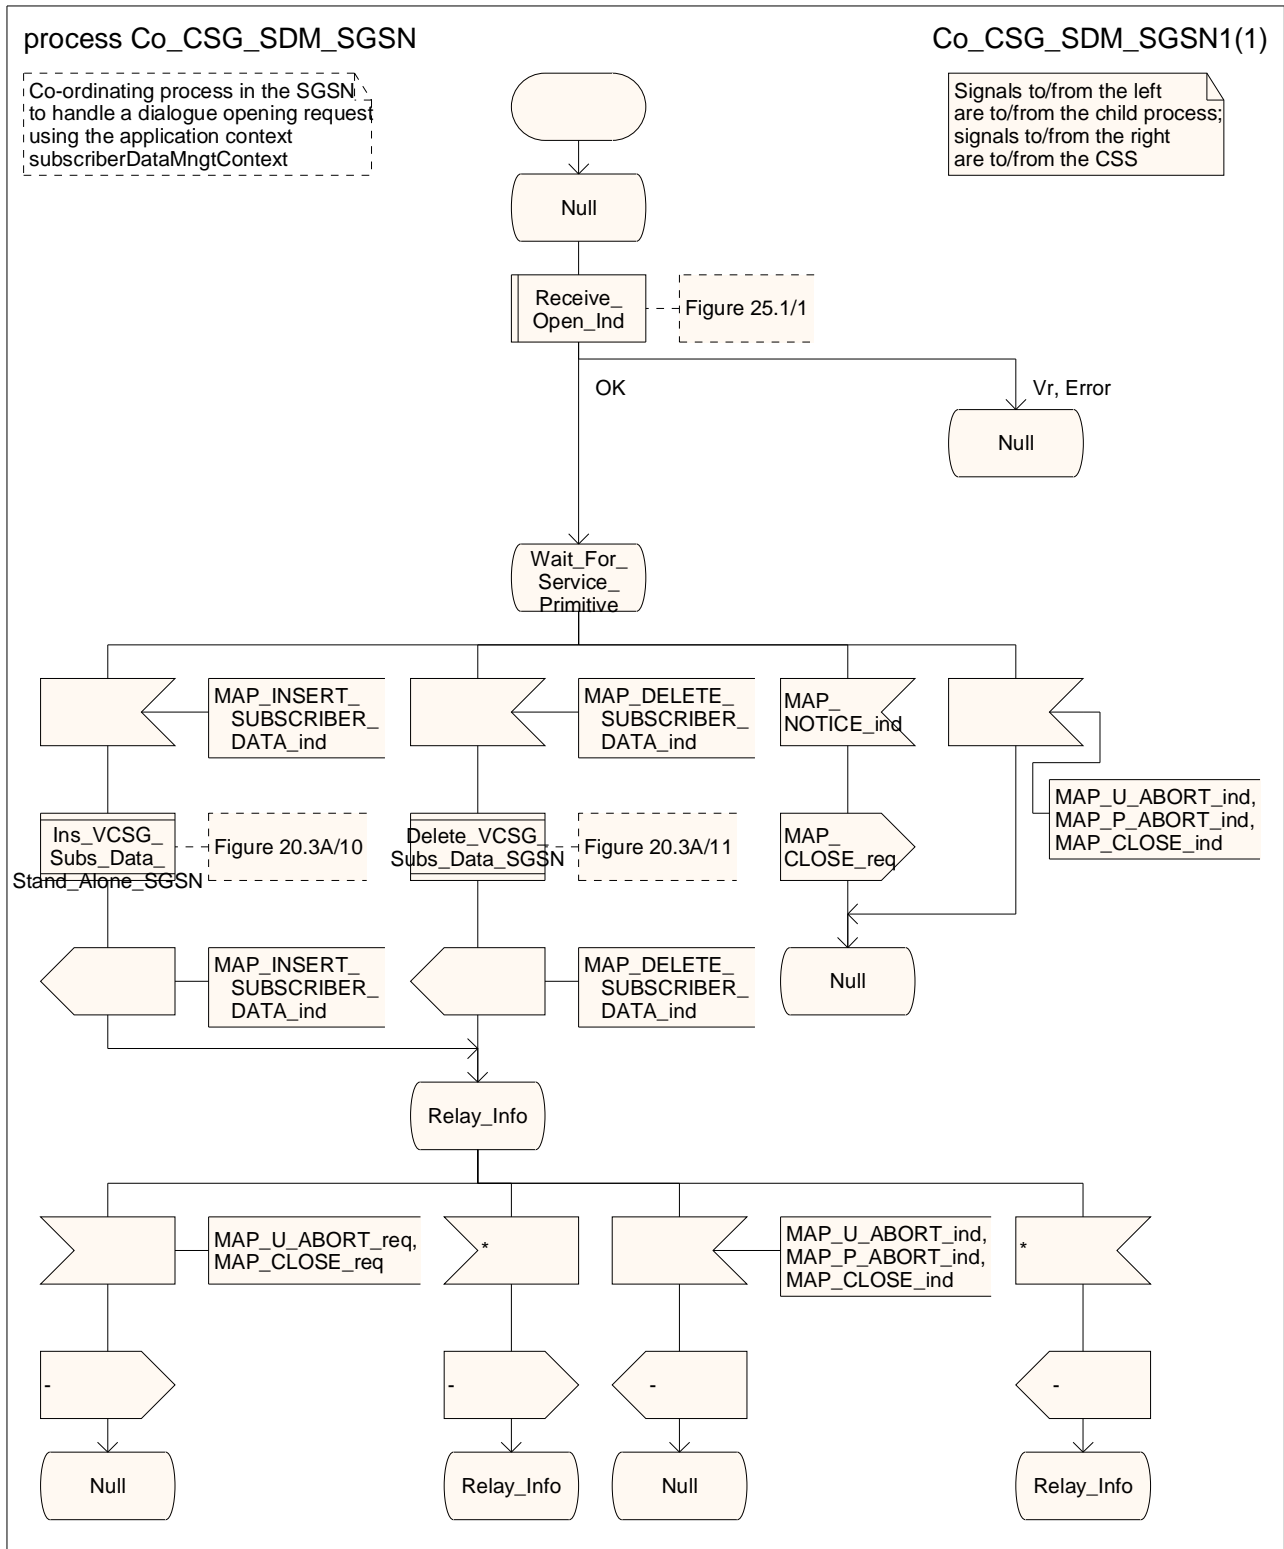 process Co_CSG_SDM_SGSN
Co_CSG_SDM_SGSN1(1)
Co-ordinating process in the SGSN
to handle a dialogue opening request
using the application context
subscriberDataMngtContext
Signals to/from the left
are to/from the child process;
signals to/from the right
are to/from the CSS
Null
Receive_
Open_Ind
Figure 25.1/1
OK
Vr, Error
Null
Wait_For_
Service_
Primitive
MAP_INSERT_
SUBSCRIBER_
DATA_ind
MAP_DELETE_
SUBSCRIBER_
DATA_ind
MAP_
NOTICE_ind
MAP_U_ABORT_ind,
MAP_P_ABORT_ind,
MAP_CLOSE_ind
Ins_VCSG_
Subs_Data_
Stand_Alone_SGSN
Figure 20.3A/10
Delete_VCSG_
Subs_Data_SGSN
Figure 20.3A/11
MAP_
CLOSE_req
MAP_INSERT_
SUBSCRIBER_
DATA_ind
MAP_DELETE_
SUBSCRIBER_
DATA_ind
Null
Relay_Info
MAP_U_ABORT_req,
MAP_CLOSE_req
*
MAP_U_ABORT_ind,
MAP_P_ABORT_ind,
MAP_CLOSE_ind
*
-
-
-
-
Null
Relay_Info
Null
Relay_Info